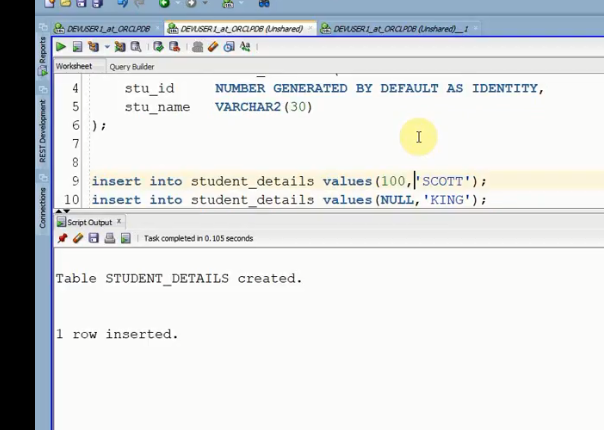 DEVUSER1_at_ORCLPDB
DEVUSER1_at_ORCLPDB (Unshared)
DEVUSER1_at_ORCLPDB (Unshared)__1
Worksheet
Query Builder
4 stu_id NUMBER GENERATED BY DEFAULT AS IDENTITY,
5 stu_name VARCHAR2(30)
6 );
7
8
9 insert into student_details values(100,'SCOTT');
10 insert into student_details values(NULL,'KING');
Script Output x
Task completed in 0.105 seconds
Table STUDENT_DETAILS created.
1 row inserted.
Reports
REST Development
Connections